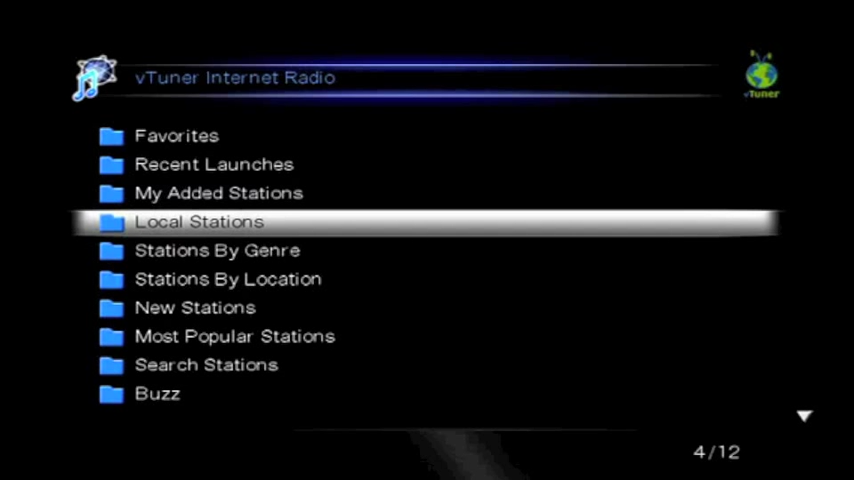 vTuner Internet Radio
vTuner
Favorites
Recent Launches
My Added Stations
Local Stations
Stations By Genre
Stations By Location
New Stations
Most Popular Stations
Search Stations
Buzz
4/12